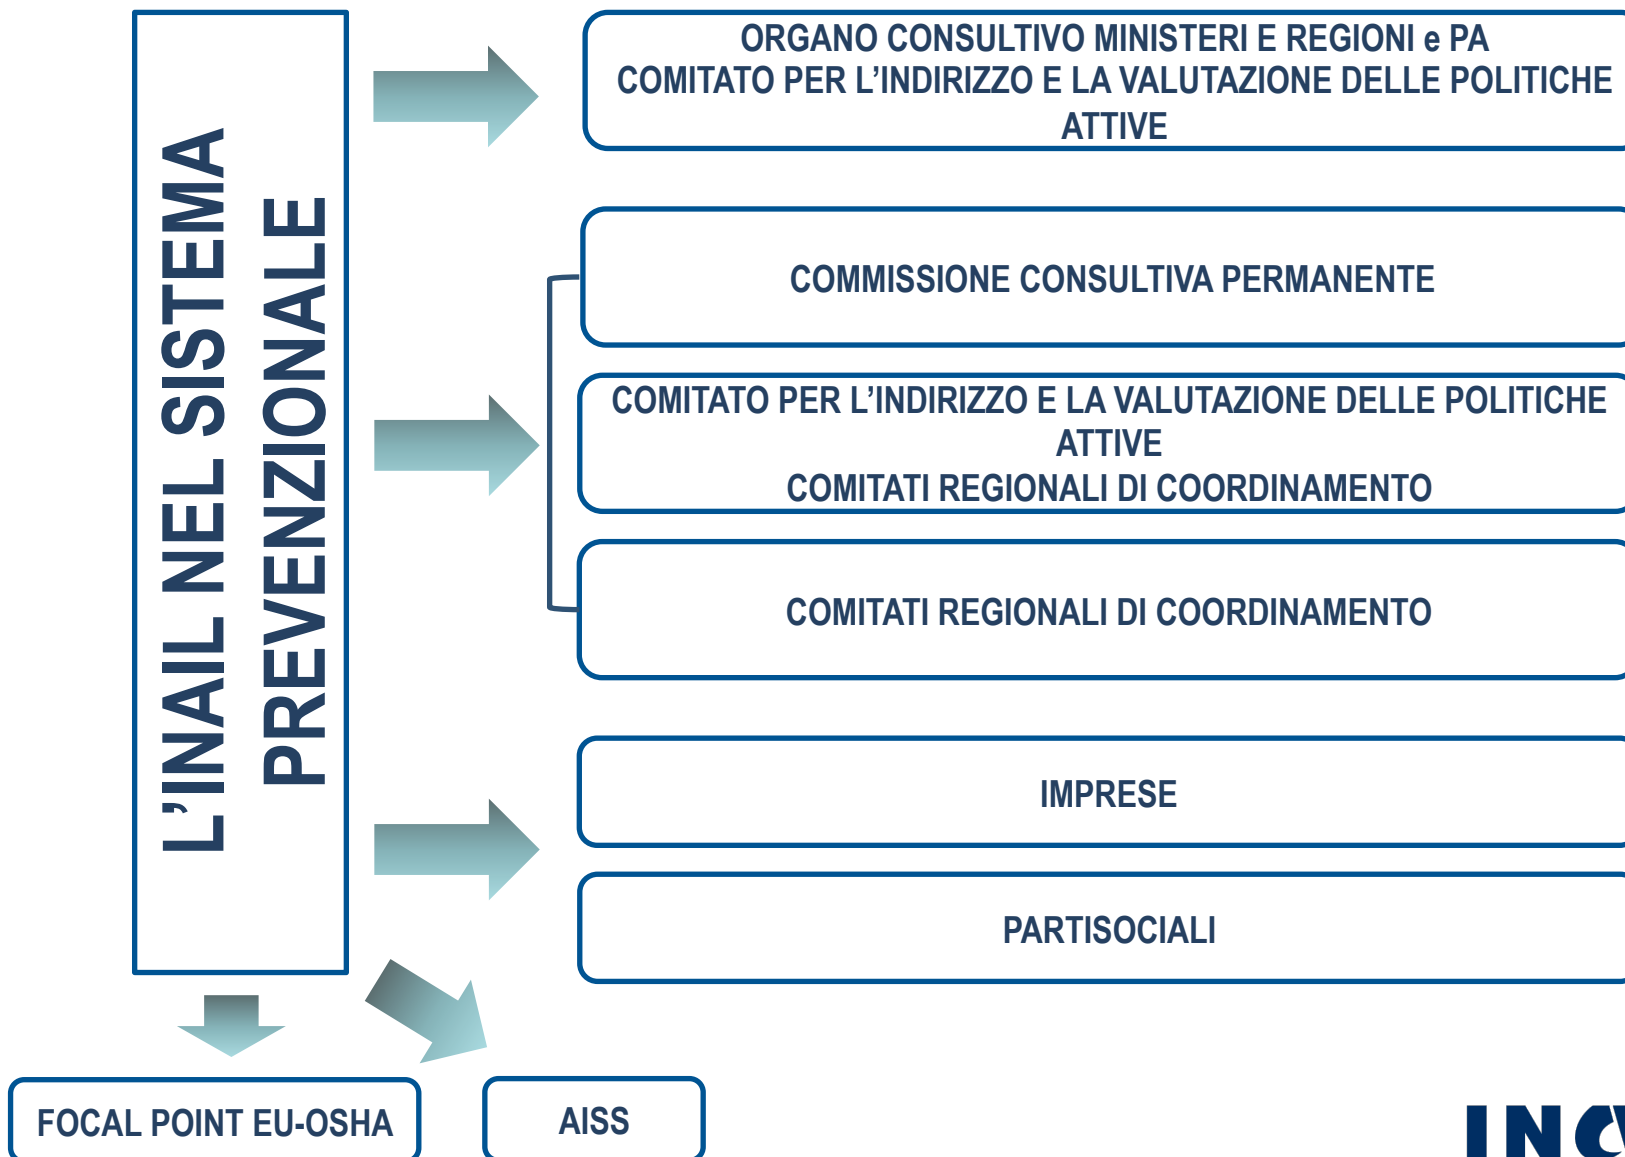 L'INAIL NEL SISTEMA
PREVENZIONALE
ORGANO CONSULTIVO MINISTERI E REGIONI e PA
COMITATO PER L'INDIRIZZO E LA VALUTAZIONE DELLE POLITICHE
ATTIVE
COMMISSIONE CONSULTIVA PERMANENTE
COMITATO PER L'INDIRIZZO E LA VALUTAZIONE DELLE POLITICHE
ATTIVE
COMITATI REGIONALI DI COORDINAMENTO
COMITATI REGIONALI DI COORDINAMENTO
IMPRESE
PARTISOCIALI
FOCAL POINT EU-OSHA
AISS